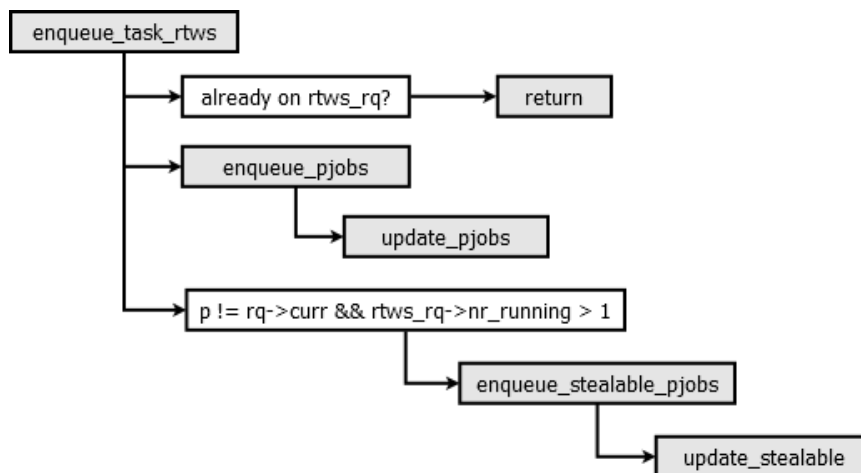 enqueue_task_rtws
already on rtws_rq?
return
enqueue_pjobs
update_pjobs
p != rq->curr && rtws_rq->nr_running > 1
enqueue_stealable_pjobs
update_stealable